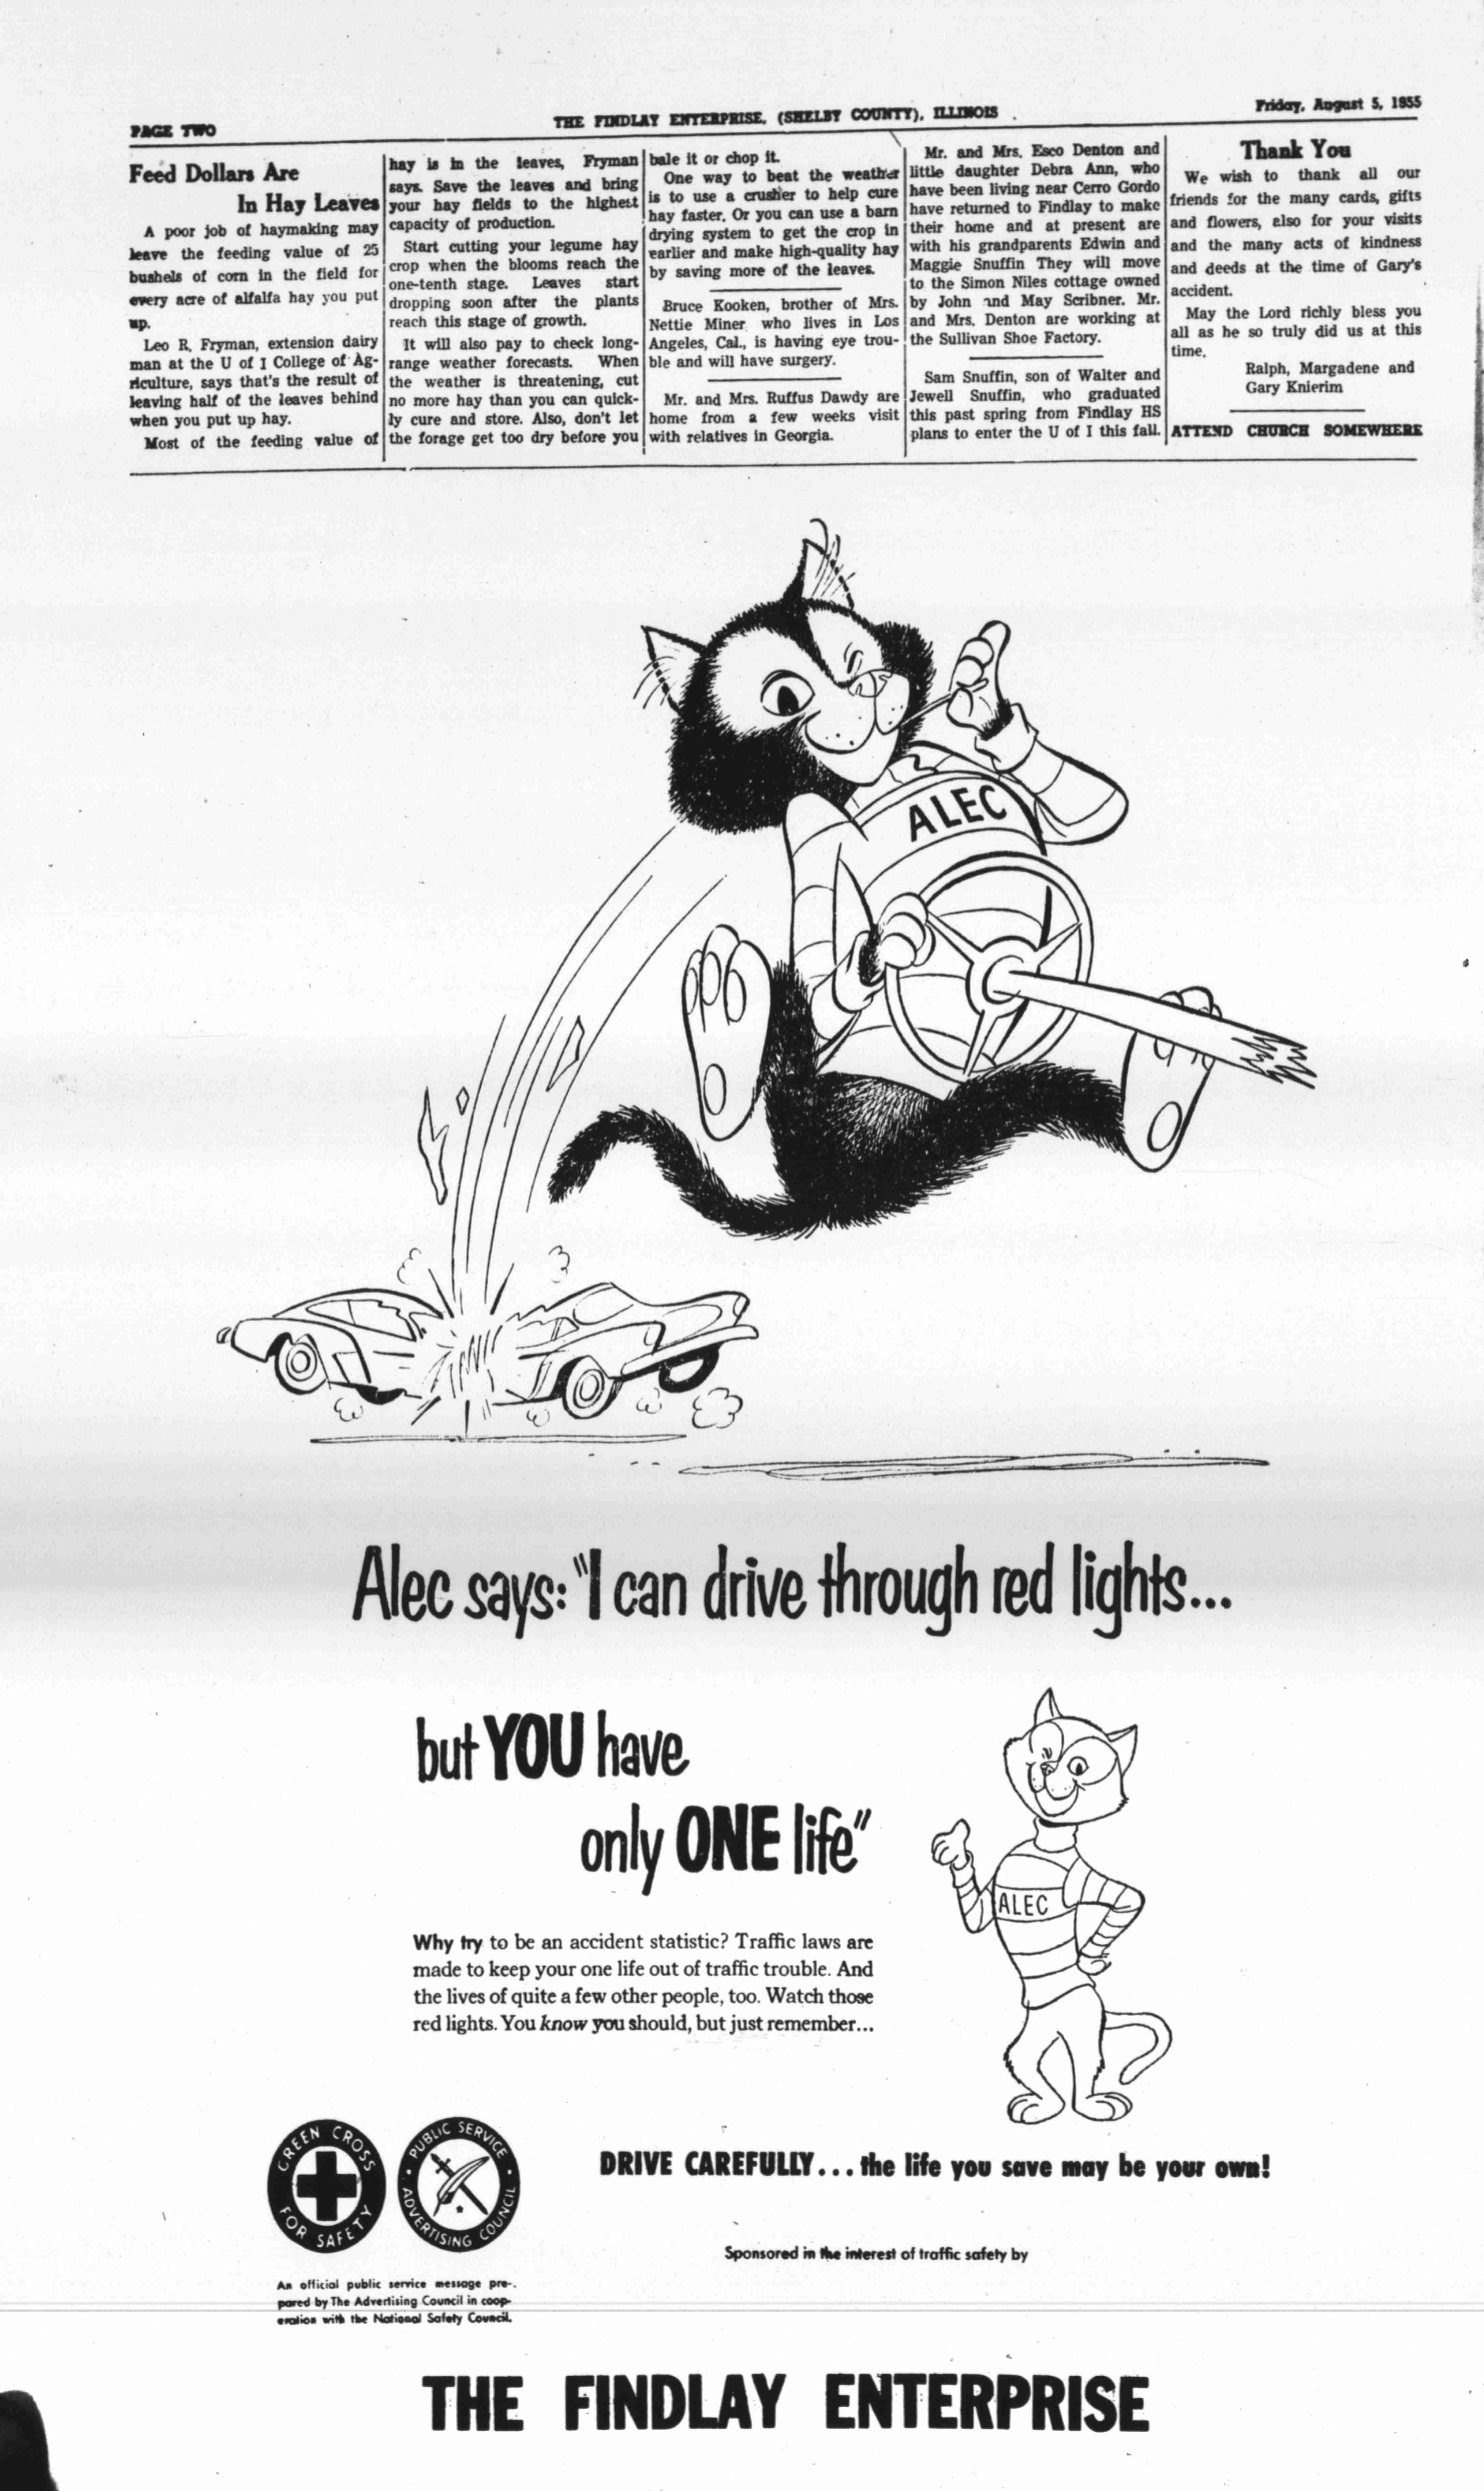 PAGE TWO
THE FINDLAY ENTERPRISE, (SHELBY COUNTY), ILLINOIS
Friday, August 5, 1955
Feed Dollars Are
In Hay Leaves
A poor job of haymaking may
leave the feeding value of 25
bushels of corn in the field for
every acre of alfalfa hay you put
up.
Leo R. Fryman, extension dairy
man at the U of I College of Ag-
riculture, says that's the result of
leaving half of the leaves behind
when you put up hay.
Most of the feeding value of
hay is in the leaves, Fryman
says. Save the leaves and bring
your hay fields to the highest
capacity of production.
Start cutting your legume hay
crop when the blooms reach the
one-tenth stage. Leaves start
dropping soon after the plants
reach this stage of growth.
It will also pay to check long-
range weather forecasts. When
the weather is threatening, cut
no more hay than you can quick-
ly cure and store. Also, don't let
the forage get too dry before you
bale it or chop it.
One way to beat the weather
is to use a crusher to help cure
hay faster. Or you can use a barn
drying system to get the crop in
earlier and make high-quality hay
by saving more of the leaves.
Bruce Kooken, brother of Mrs.
Nettie Miner who lives in Los
Angeles, Cal., is having eye trou-
ble and will have surgery.
Mr. and Mrs. Ruffus Dawdy are
home from a few weeks visit
with relatives in Georgia.
Mr. and Mrs. Esco Denton and
little daughter Debra Ann, who
have been living near Cerro Gordo
have returned to Findlay to make
their home and at present are
with his grandparents Edwin and
Maggie Snuffin They will move
to the Simon Niles cottage owned
by John and May Scribner. Mr.
and Mrs. Denton are working at
the Sullivan Shoe Factory.
Sam Snuffin, son of Walter and
Jewell Snuffin, who graduated
this past spring from Findlay HS
plans to enter the U of I this fall.
Thank You
We wish to thank all our
friends for the many cards, gifts
and flowers, also for your visits
and the many acts of kindness
and deeds at the time of Gary's
accident.
May the Lord richly bless you
all as he so truly did us at this
time.
Ralph, Margadene and
Gary Knierim
ATTEND CHURCH SOMEWHERE
ALEC
Alec says: "I can drive through red lights...
but YOU have
only ONE life"
ALEC
Why try to be an accident statistic? Traffic laws are
made to keep your one life out of traffic trouble. And
the lives of quite a few other people, too. Watch those
red lights. You know you should, but just remember...
GREEN CROSS FOR SAFETY
PUBLIC SERVICE ADVERTISING COUNCIL
DRIVE CAREFULLY... the life you save may be your own!
Sponsored in the interest of traffic safety by
An official public service message pre-
pared by The Advertising Council in coop-
eration with the National Safety Council.
THE FINDLAY ENTERPRISE